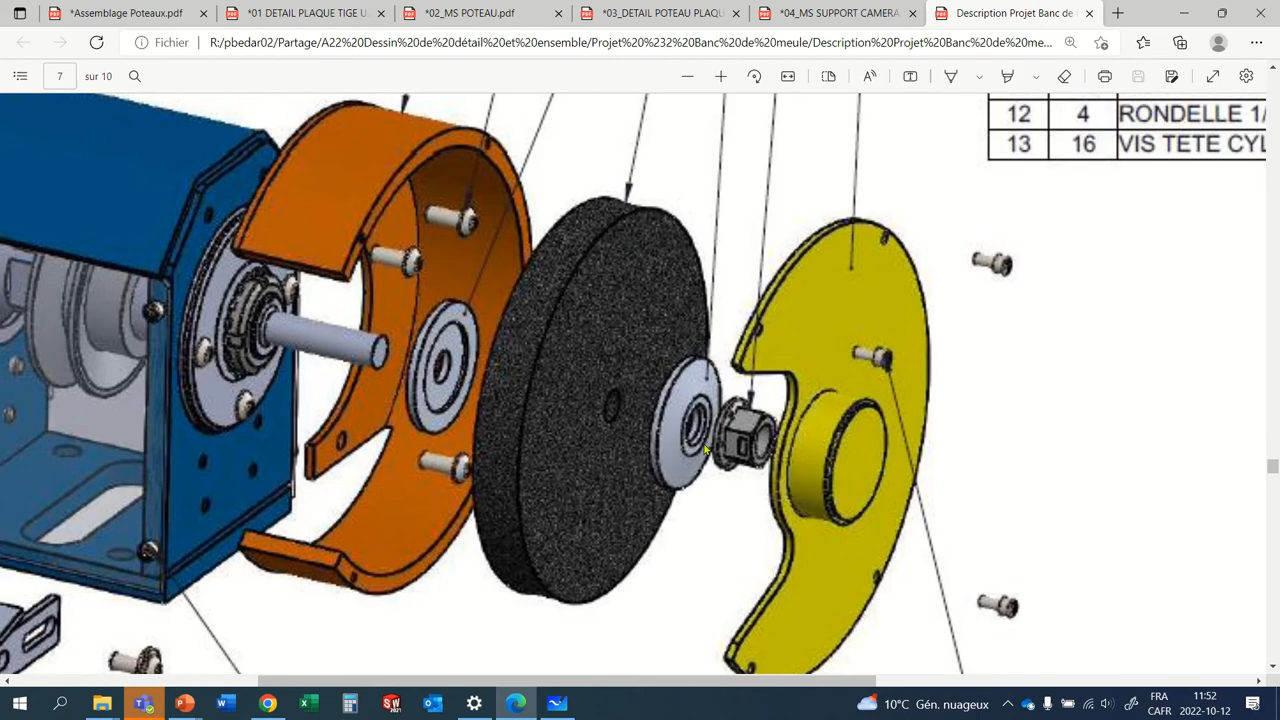 *Assemblage Poteaux.pdf
*01 DETAIL PLAQUE TIGE U
*02_MS POTEAU.pdf
*03_DETAIL POTEAU PLAQU
*04_MS SUPPORT CAMERA
Description Projet Banc de
Fichier
R:/pbedar02/Partage/A22%20Dessin%20de%20détail%20et%20ensemble/Projet%20%232%20Banc%20de%20meule/Description%20Projet%20Banc%20de%20me...
7 sur 10
12 4 RONDELLE 1/
13 16 VIS TETE CYL
10°C Gén. nuageux
FRA
CAFR
11:52
2022-10-12